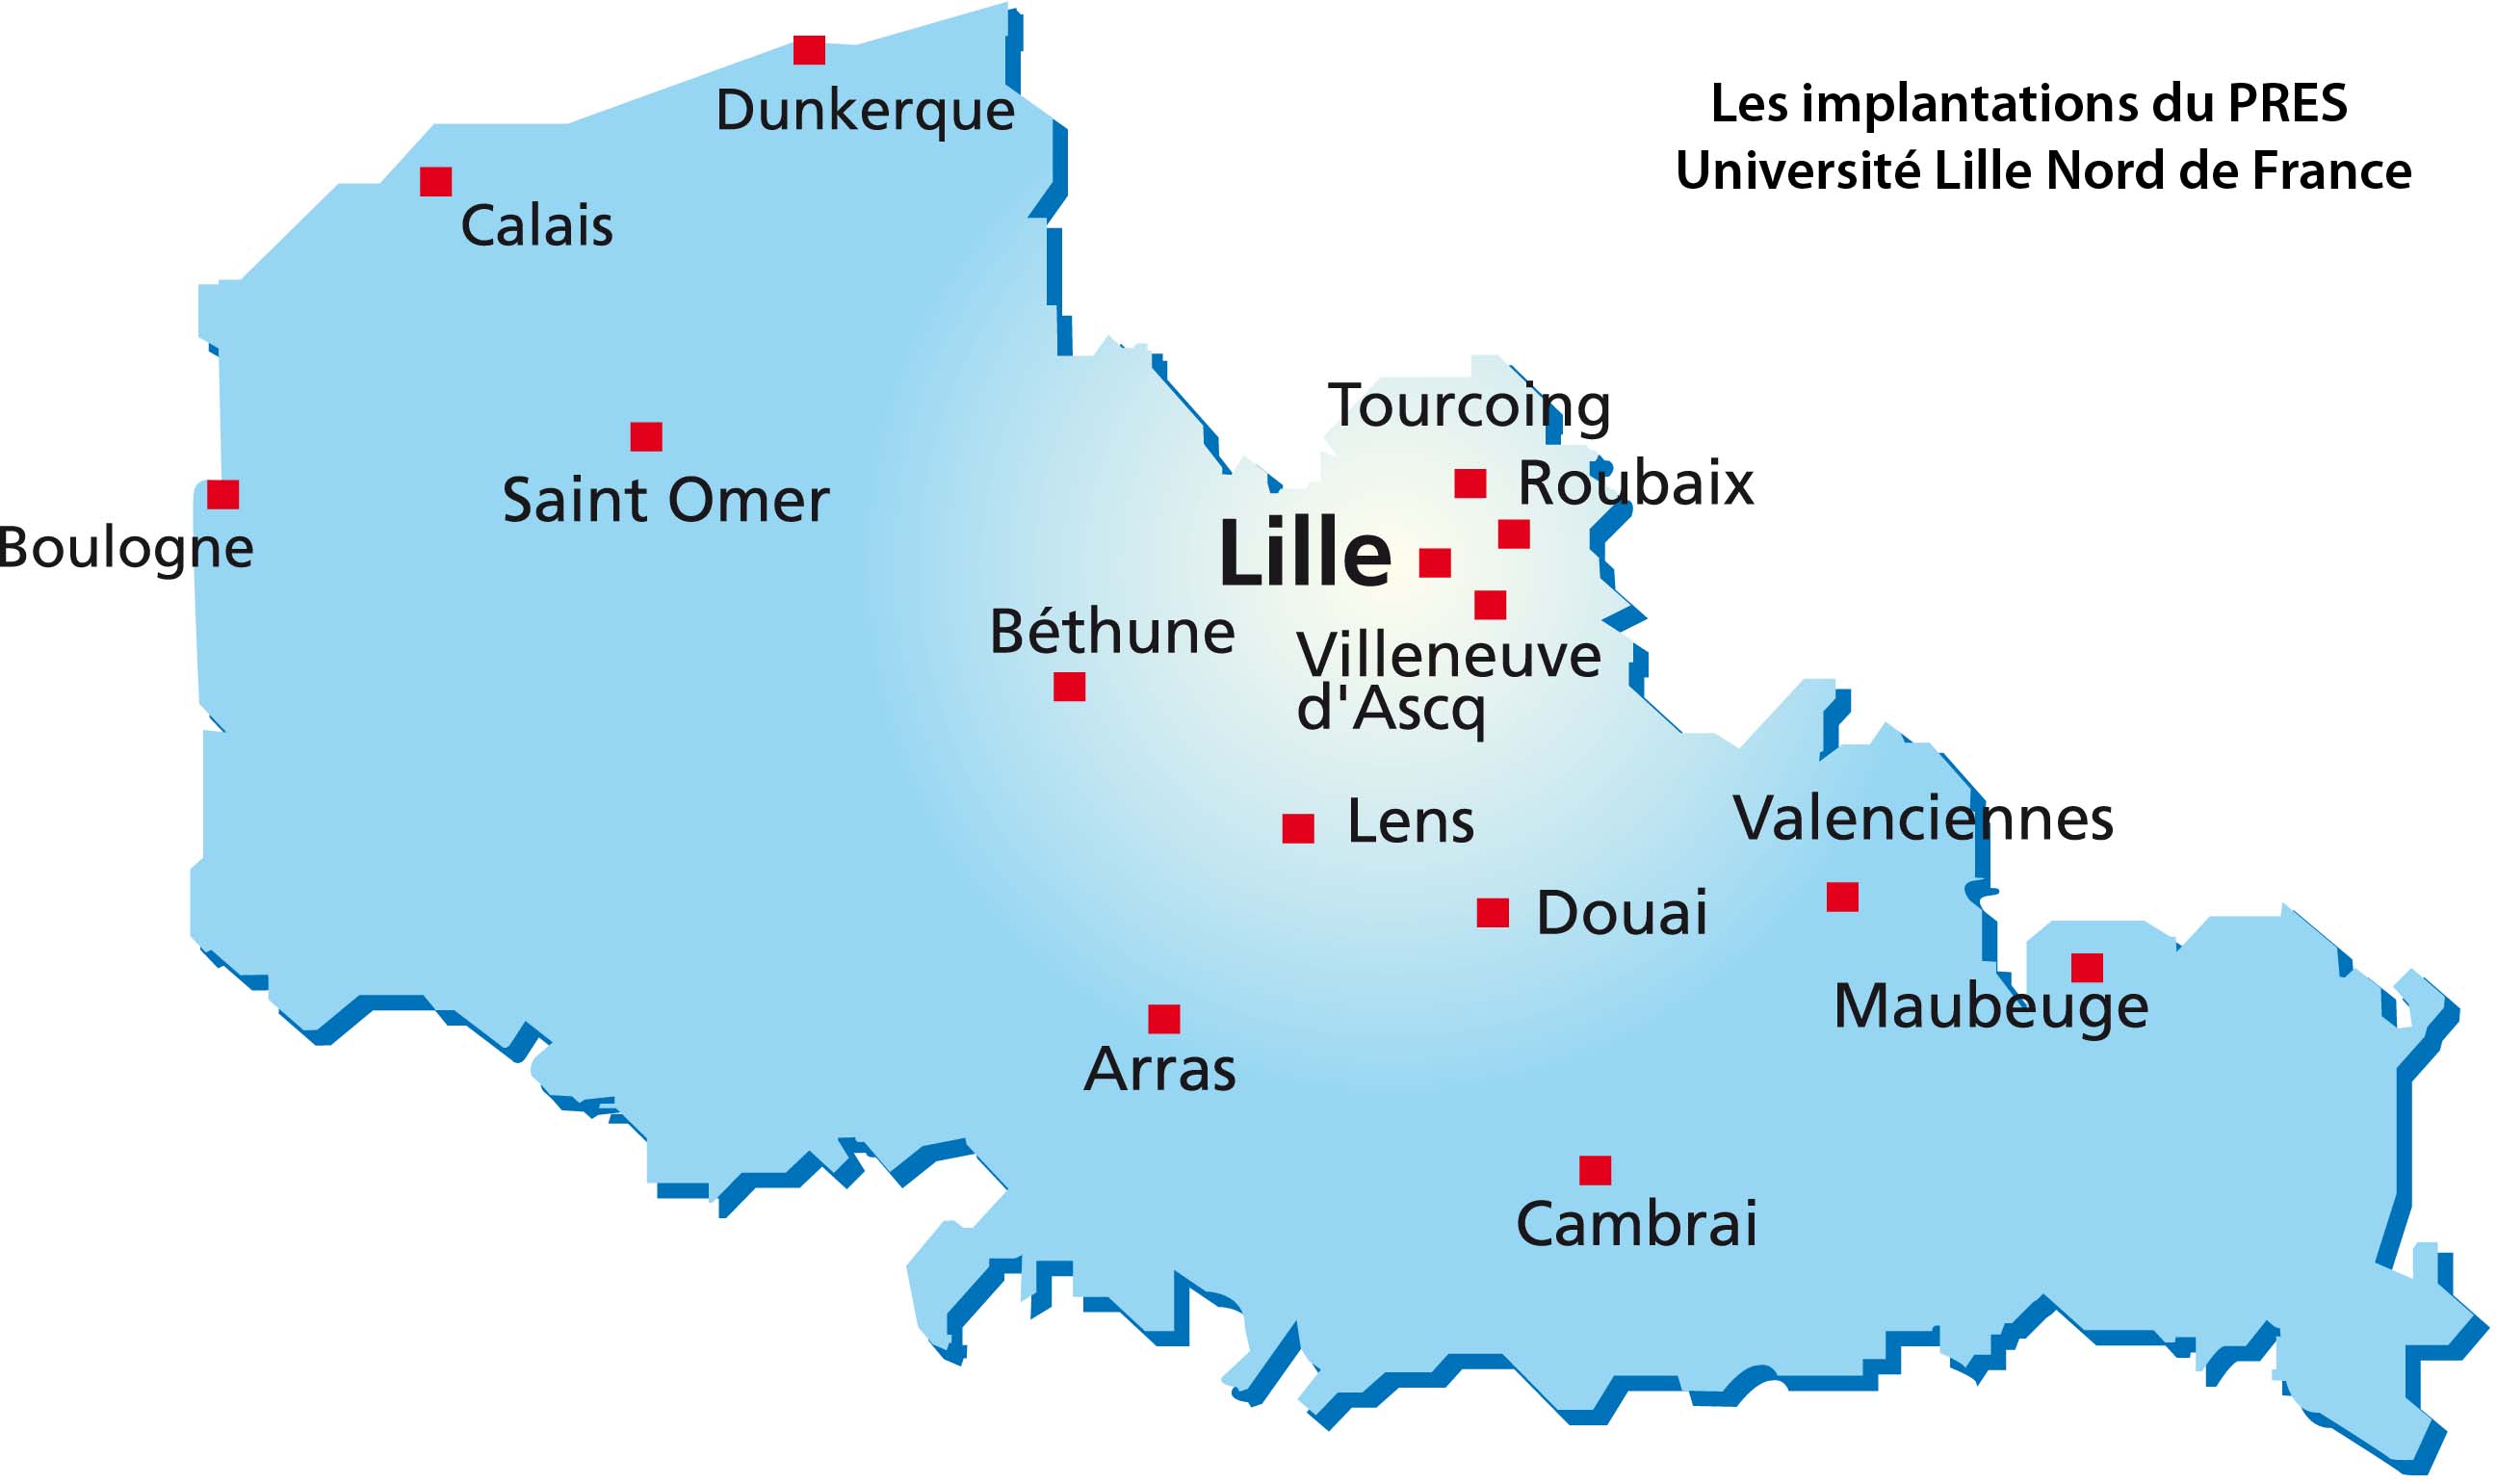 Les implantations du PRES
Université Lille Nord de France
Dunkerque
Calais
Tourcoing
Roubaix
Saint Omer
Lille
Boulogne
Béthune
Villeneuve
d'Ascq
Lens
Valenciennes
Douai
Maubeuge
Arras
Cambrai